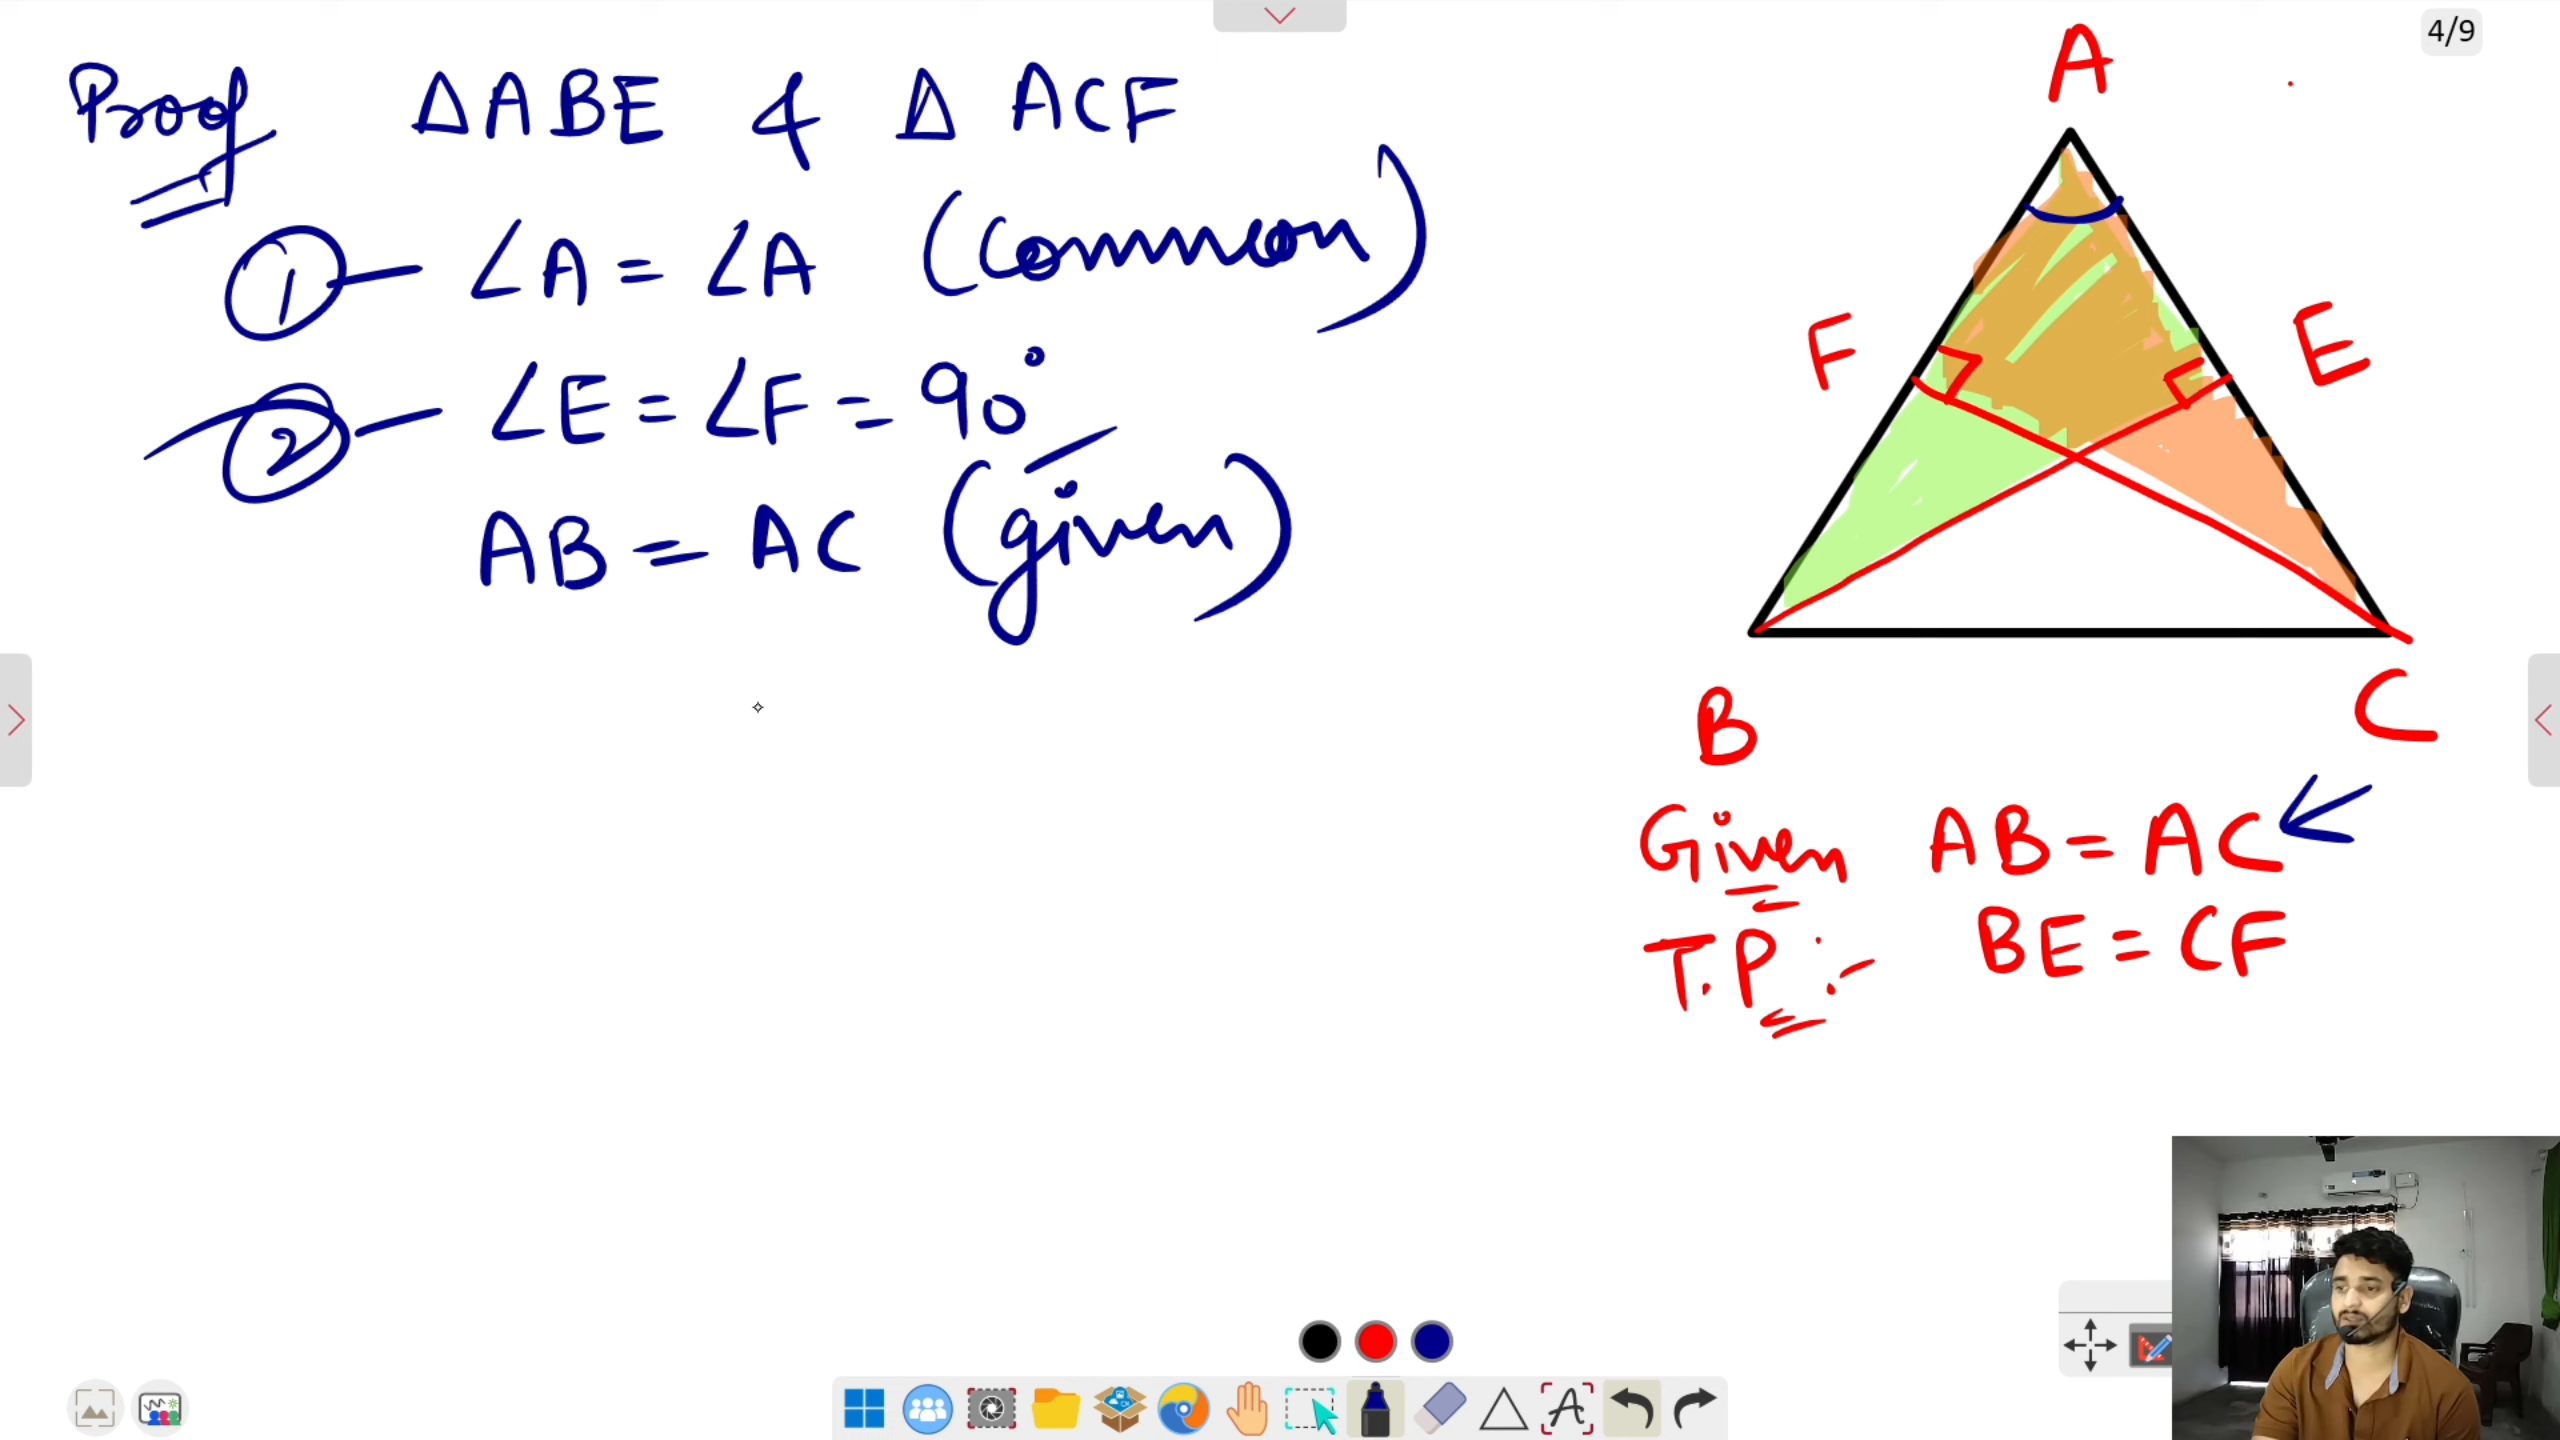 4/9
Proof ΔABE & Δ ACF
① - ∠A = ∠A (Common)
② - ∠E = ∠F = 90°
AB = AC (given)
A
F
E
B
C
Given AB = AC
T.P :- BE = CF